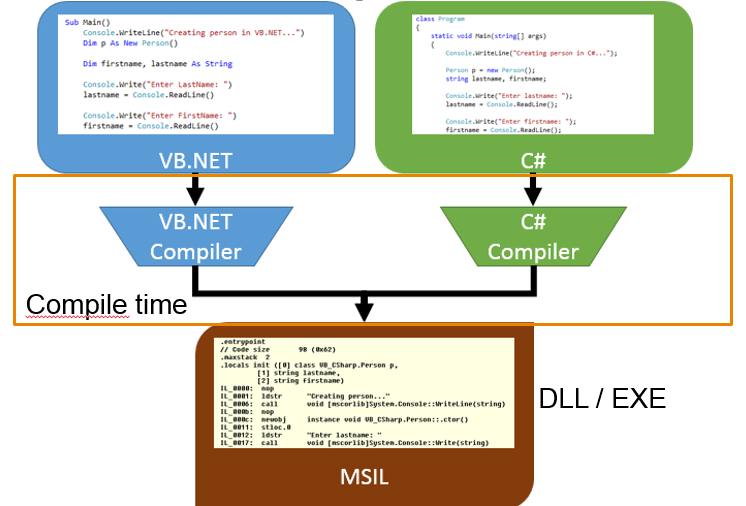 Sub Main()
Console.WriteLine("Creating person in VB.NET...")
Dim p As New Person()
Dim firstname, lastname As String
Console.Write("Enter LastName: ")
lastname = Console.ReadLine()
Console.Write("Enter FirstName: ")
firstname = Console.ReadLine()
VB.NET
class Program
{
static void Main(string[] args)
{
Console.WriteLine("Creating person in C#...");
Person p = new Person();
string lastname, firstname;
Console.Write("Enter lastname: ");
lastname = Console.ReadLine();
Console.Write("Enter firstname: ");
firstname = Console.ReadLine();
C#
VB.NET
Compiler
C#
Compiler
Compile time
.entrypoint
// Code size 98 (0x62)
.maxstack 2
.locals init ([0] class VB_CSharp.Person p,
[1] string lastname,
[2] string firstname)
IL_0000: nop
IL_0001: ldstr "Creating person..."
IL_0006: call void [mscorlib]System.Console::WriteLine(string)
IL_000b: nop
IL_000c: newobj instance void VB_CSharp.Person::.ctor()
IL_0011: stloc.0
IL_0012: ldstr "Enter lastname: "
IL_0017: call void [mscorlib]System.Console::Write(string)
MSIL
DLL / EXE